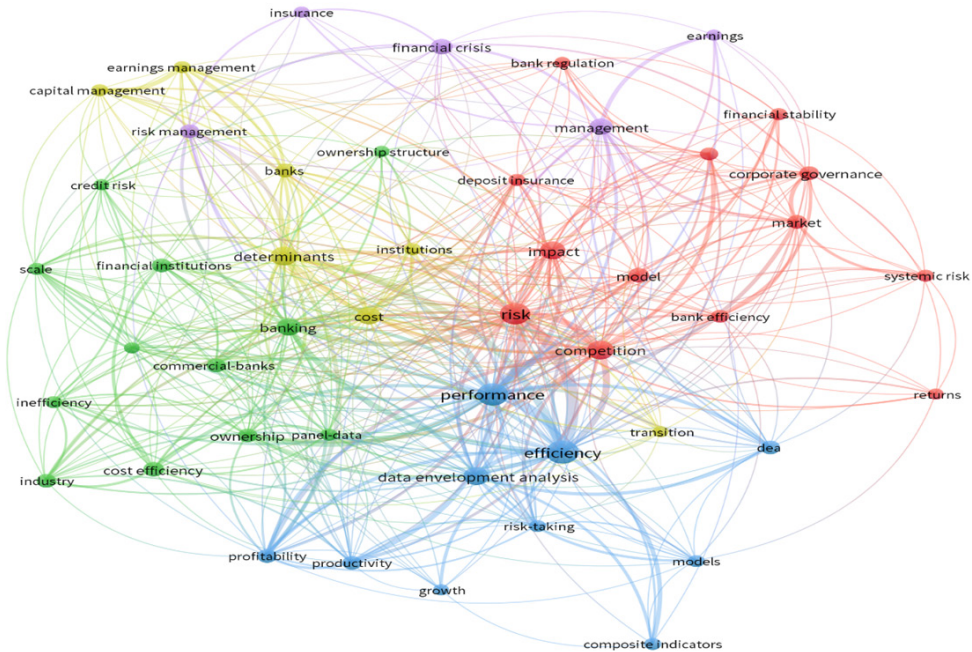 insurance
financial crisis
earnings
earnings management
bank regulation
capital management
financial stability
risk management
management
ownership structure
banks
deposit insurance
corporate governance
credit risk
market
determinants
institutions
impact
scale
financial institutions
model
systemic risk
banking
cost
risk
bank efficiency
commercial-banks
competition
inefficiency
performance
returns
ownership
panel-data
transition
efficiency
dea
industry
cost efficiency
data envelopment analysis
risk-taking
profitability
productivity
models
growth
composite indicators